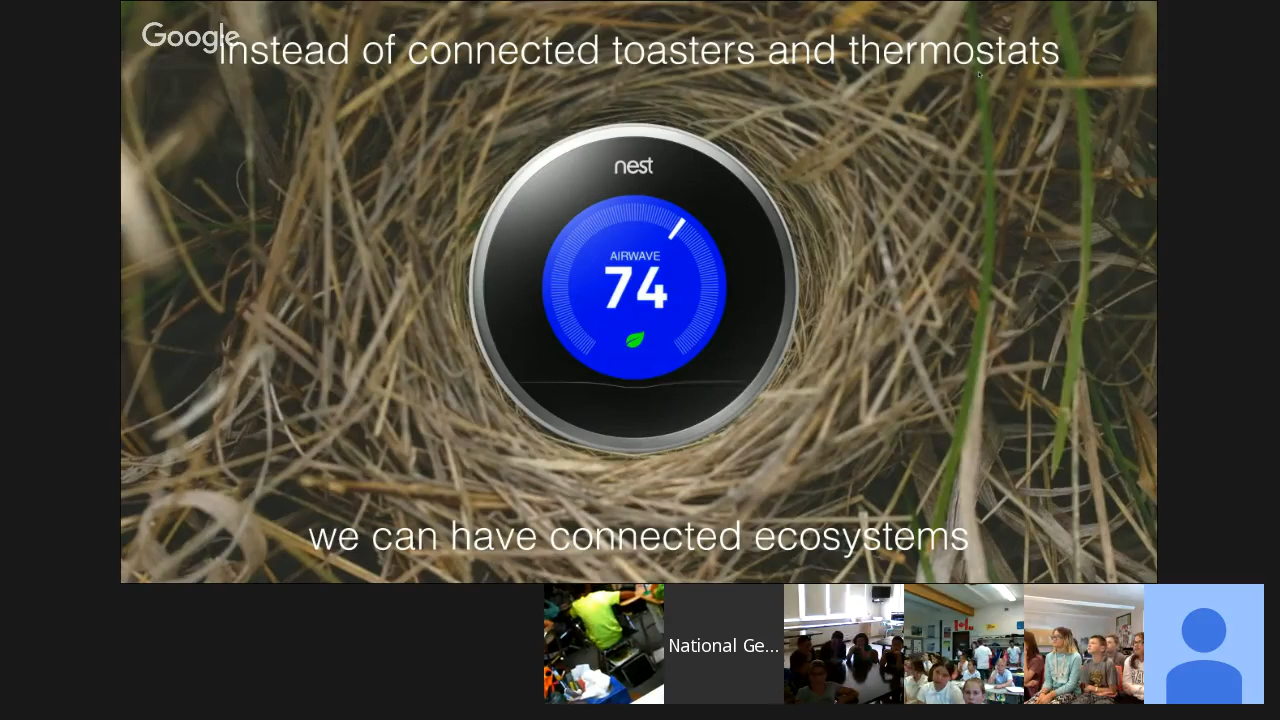 Google
instead of connected toasters and thermostats
nest
AIRWAVE
74
we can have connected ecosystems
National Ge...